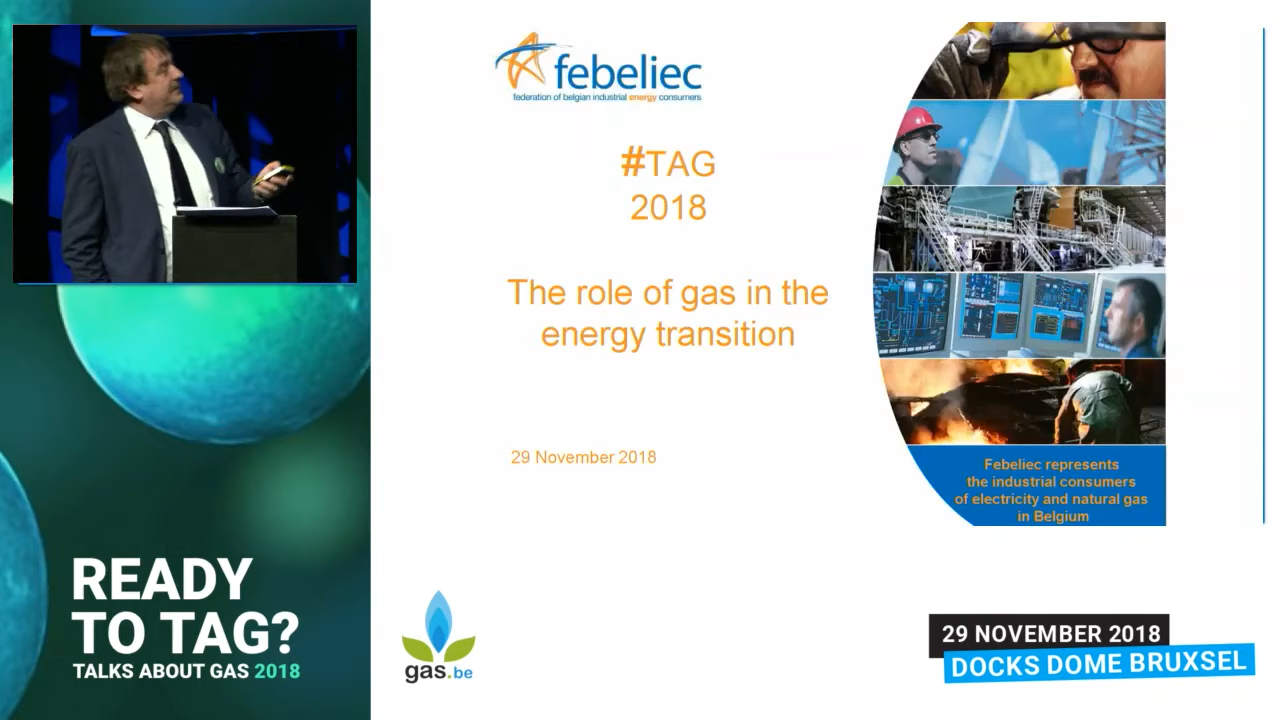 febeliec
federation of belgian industrial energy consumers
#TAG
2018
The role of gas in the
energy transition
29 November 2018
Febeliec represents
the industrial consumers
of electricity and natural gas
in Belgium
READY
TO TAG?
TALKS ABOUT GAS 2018
gas.be
29 NOVEMBER 2018
DOCKS DOME BRUXSEL